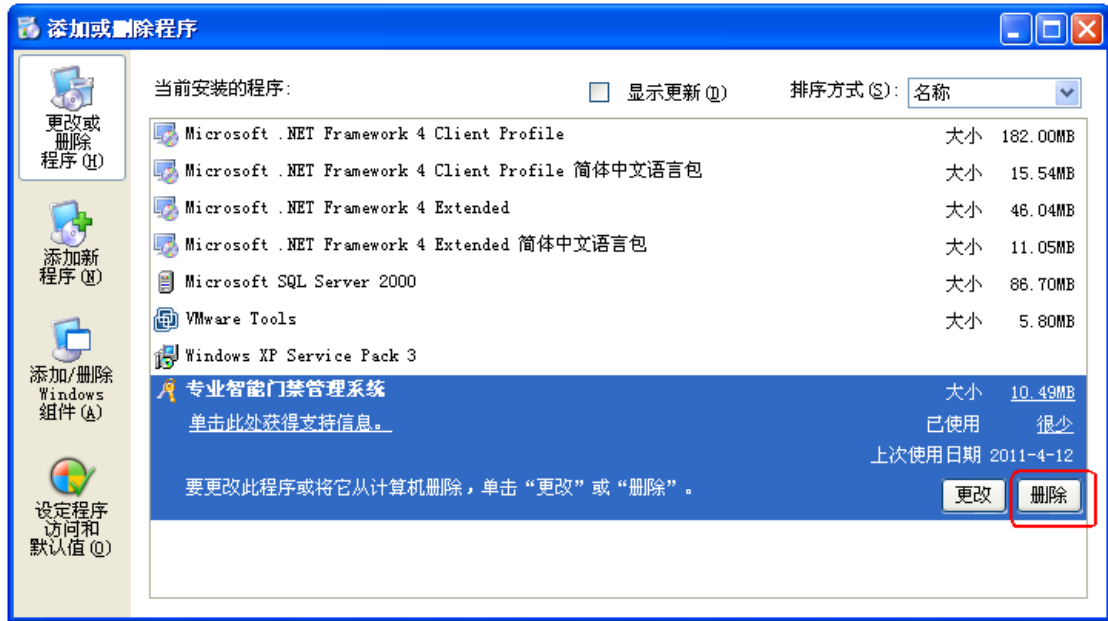 添加或删除程序
更改或
删除
程序(H)
添加新
程序(N)
添加/删除
Windows
组件(A)
设定程序
访问和
默认值(O)
当前安装的程序:
显示更新(D)
排序方式(S): 名称
Microsoft .NET Framework 4 Client Profile 大小 182.00MB
Microsoft .NET Framework 4 Client Profile 简体中文语言包 大小 15.54MB
Microsoft .NET Framework 4 Extended 大小 46.04MB
Microsoft .NET Framework 4 Extended 简体中文语言包 大小 11.05MB
Microsoft SQL Server 2000 大小 86.70MB
VMware Tools 大小 5.80MB
Windows XP Service Pack 3
专业智能门禁管理系统 大小 10.49MB
单击此处获得支持信息。 已使用 很少
上次使用日期 2011-4-12
要更改此程序或将它从计算机删除，单击“更改”或“删除”。 更改 删除